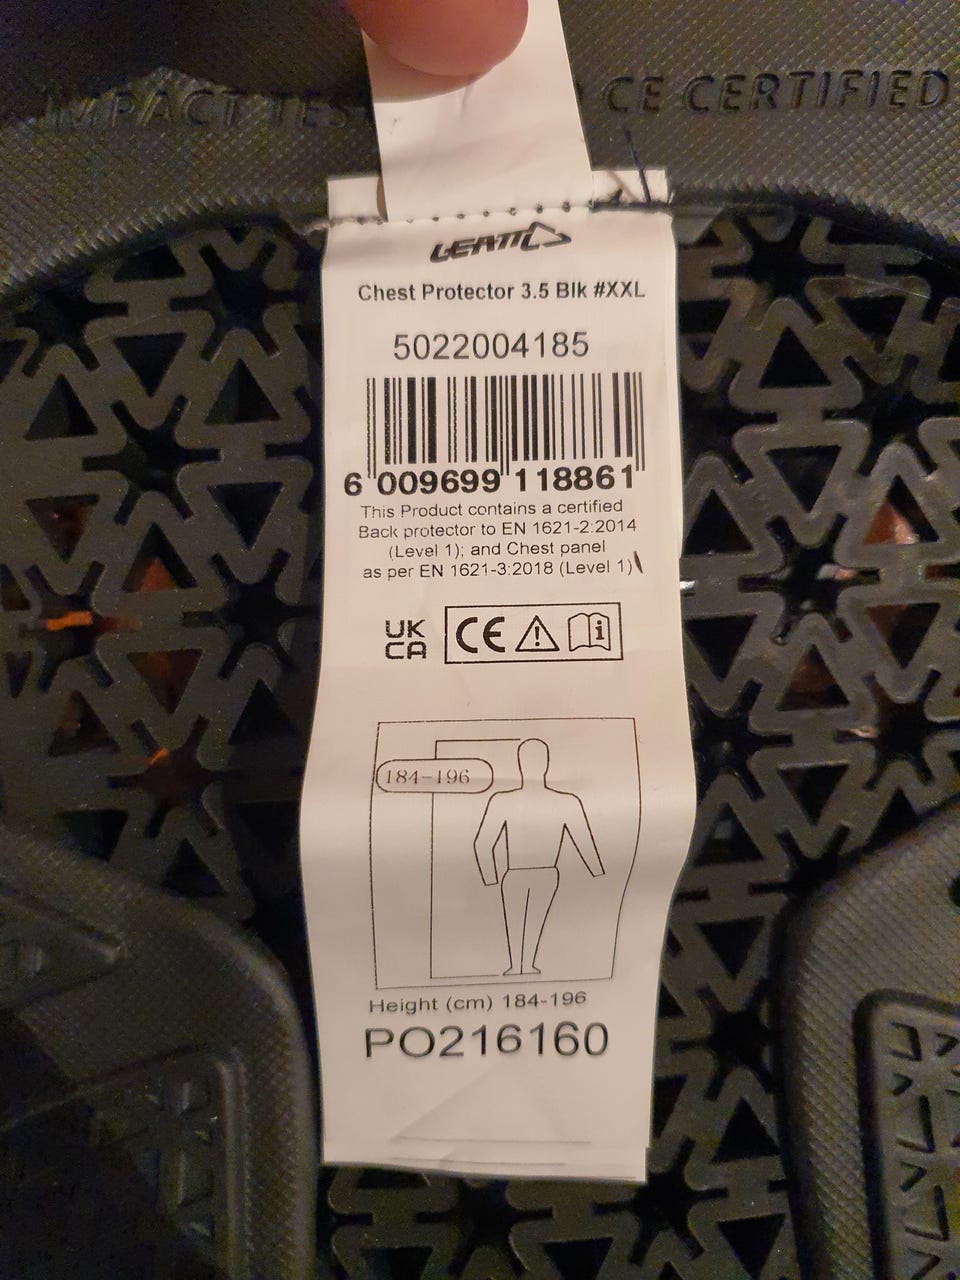 IMPACT TES
CE CERTIFIED
LEATT
Chest Protector 3.5 Blk #XXL
5022004185
6 009699 118861
This Product contains a certified
Back protector to EN 1621-2:2014
(Level 1); and Chest panel
as per EN 1621-3:2018 (Level 1)
UK
CA
CE
i
184-196
Height (cm) 184-196
PO216160